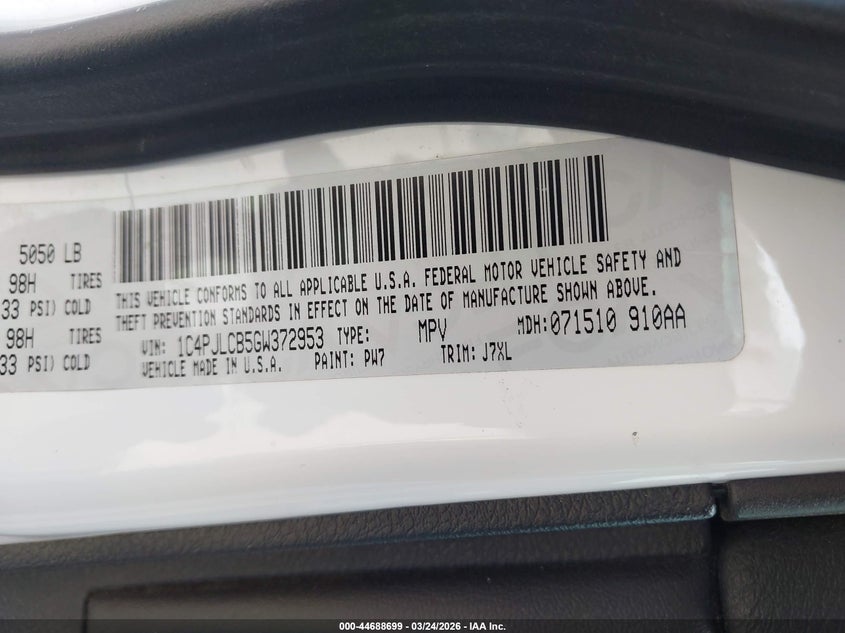 5050 LB
98H TIRES
33 PSI) COLD
98H TIRES
33 PSI) COLD
THIS VEHICLE CONFORMS TO ALL APPLICABLE U.S.A. FEDERAL MOTOR VEHICLE SAFETY AND
THEFT PREVENTION STANDARDS IN EFFECT ON THE DATE OF MANUFACTURE SHOWN ABOVE.
VIN: 1C4PJLCB5GW372953 TYPE: MPV MDH:071510 910AA
VEHICLE MADE IN U.S.A. PAINT: PW7 TRIM: J7XL
000-44688699 — 03/24/2026 — IAA Inc.